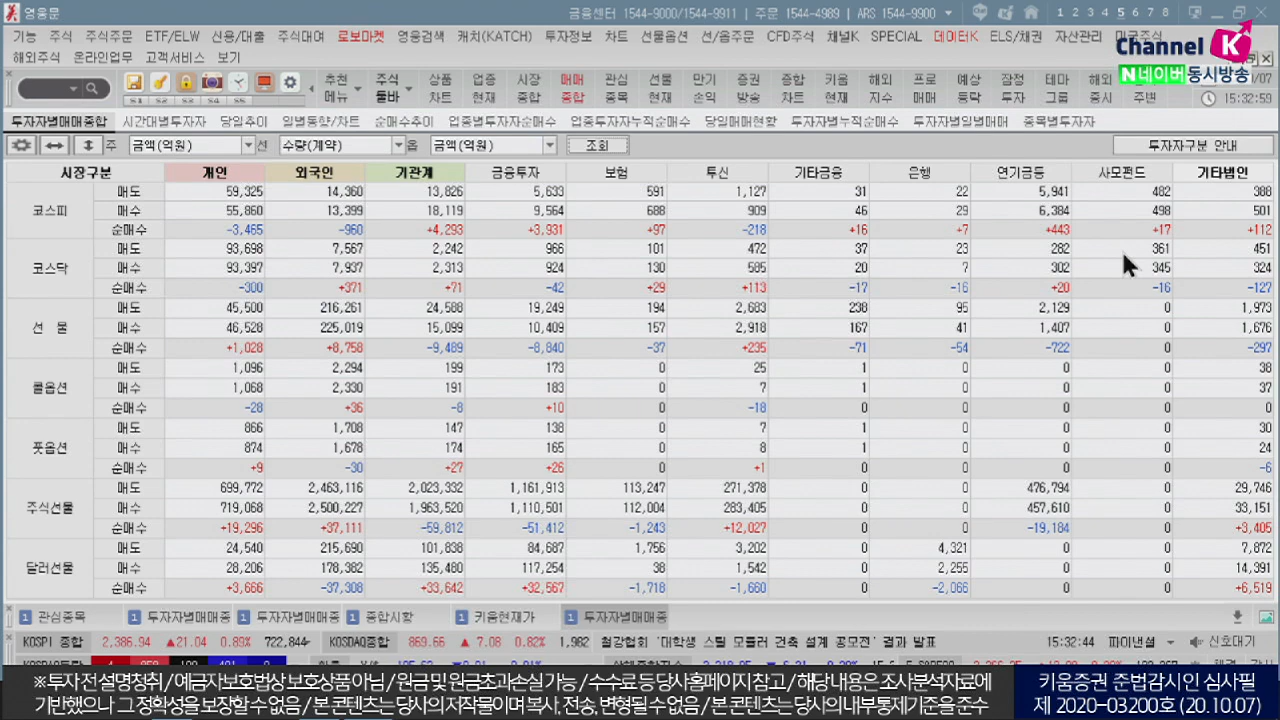 영웅문
금융센터 1544-9000/1544-9911 | 주문 1544-4989 | ARS 1544-9900
1 2 3 4 5 6 7 8
기능 주식 주식주문 ETF/ELW 신용/대출 주식대여 로보마켓 영웅검색 캐치(KATCH) 투자정보 차트 선물옵션 선/옵주문 CFD주식 채널K SPECIAL 데이터K ELS/채권 자산관리
해외주식 온라인업무 고객서비스 보기
Channel K
N네이버 동시방송
S1 S2 S3 S4 S5
추천 메뉴 주식 툴바 상품 차트 업종 현재 시장 종합 매매 종합 관심 종목 선물 현재 만기 손익 증권 방송 종합 차트 현재 해외 지수 프로 매매 예상 등락 잠정 투자 테마 그룹 해외 증시 주변
15:32:59
투자자별매매종합 시간대별투자자 당일추이 일별동향/차트 순매수추이 업종별투자자순매수 업종투자자누적순매수 당일매매현황 투자자별누적순매수 투자자별일별매매 종목별투자자
주 금액(억원) 선 수량(계약) 옵 금액(억원) 조회 투자자구분 안내
시장구분 개인 외국인 기관계 금융투자 보험 투신 기타금융 은행 연기금등 사모펀드 기타법인
코스피
매도 59,325 14,360 13,826 5,633 591 1,127 31 22 5,941 482 388
매수 55,860 13,399 18,119 9,564 688 909 46 29 6,384 498 501
순매수 -3,465 -960 +4,293 +3,931 +97 -218 +16 +7 +443 +17 +112
코스닥
매도 93,698 7,567 2,242 966 101 472 37 23 282 361 451
매수 93,397 7,937 2,313 924 130 585 20 7 302 345 324
순매수 -300 +371 +71 -42 +29 +113 -17 -16 +20 -16 -127
선 물
매도 45,500 216,261 24,588 19,249 194 2,683 238 95 2,129 0 1,973
매수 46,528 225,019 15,099 10,409 157 2,918 167 41 1,407 0 1,676
순매수 +1,028 +8,758 -9,489 -8,840 -37 +235 -71 -54 -722 0 -297
콜옵션
매도 1,096 2,294 199 173 0 25 1 0 0 0 38
매수 1,068 2,330 191 183 0 7 1 0 0 0 37
순매수 -28 +36 -8 +10 0 -18 0 0 0 0
풋옵션
매도 866 1,708 147 138 0 7 1 0 0 0 30
매수 874 1,678 174 165 0 8 1 0 0 0 24
순매수 +9 -30 +27 +26 0 +1 0 0 0 -6
주식선물
매도 699,772 2,463,116 2,023,332 1,161,913 113,247 271,378 0 0 476,794 0 29,746
매수 719,068 2,500,227 1,963,520 1,110,501 112,004 283,405 0 0 457,610 0 33,151
순매수 +19,296 +37,111 -59,812 -51,412 -1,243 +12,027 0 0 -19,184 0 +3,405
달러선물
매도 24,540 215,690 101,838 84,687 1,756 3,202 0 4,321 0 0 7,872
매수 28,206 178,382 135,480 117,254 38 1,542 0 2,255 0 0 14,391
순매수 +3,666 -37,308 +33,642 +32,567 -1,718 -1,660 0 -2,066 0 0 +6,519
1 관심종목 1 투자자별매매종 1 투자자별매매종 1 종합시황 1 키움현재가 1 투자자별매매종
KOSPI 종합 2,386.94 ▲21.04 0.89% 722,844 KOSDAQ종합 869.66 ▲ 7.08 0.82% 1,982 철강협회 '대학생 스틸 모듈러 건축 설계 공모전' 결과 발표 15:32:44 파이낸셜 신호대기
※ 투자 전 설명청취 / 예금자보호법상 보호상품 아님 / 원금 및 원금초과손실 가능 / 수수료 등 당사 홈페이지 참고 / 해당 내용은 조사분석자료에
기반했으나 그 정확성을 보장할 수 없음 / 본 콘텐츠는 당사의 저작물이며 복사, 전송, 변형될 수 없음 / 본 콘텐츠는 당사의 내부통제기준을 준수
키움증권 준법감시인 심사필
제 2020-03200호 (20.10.07)